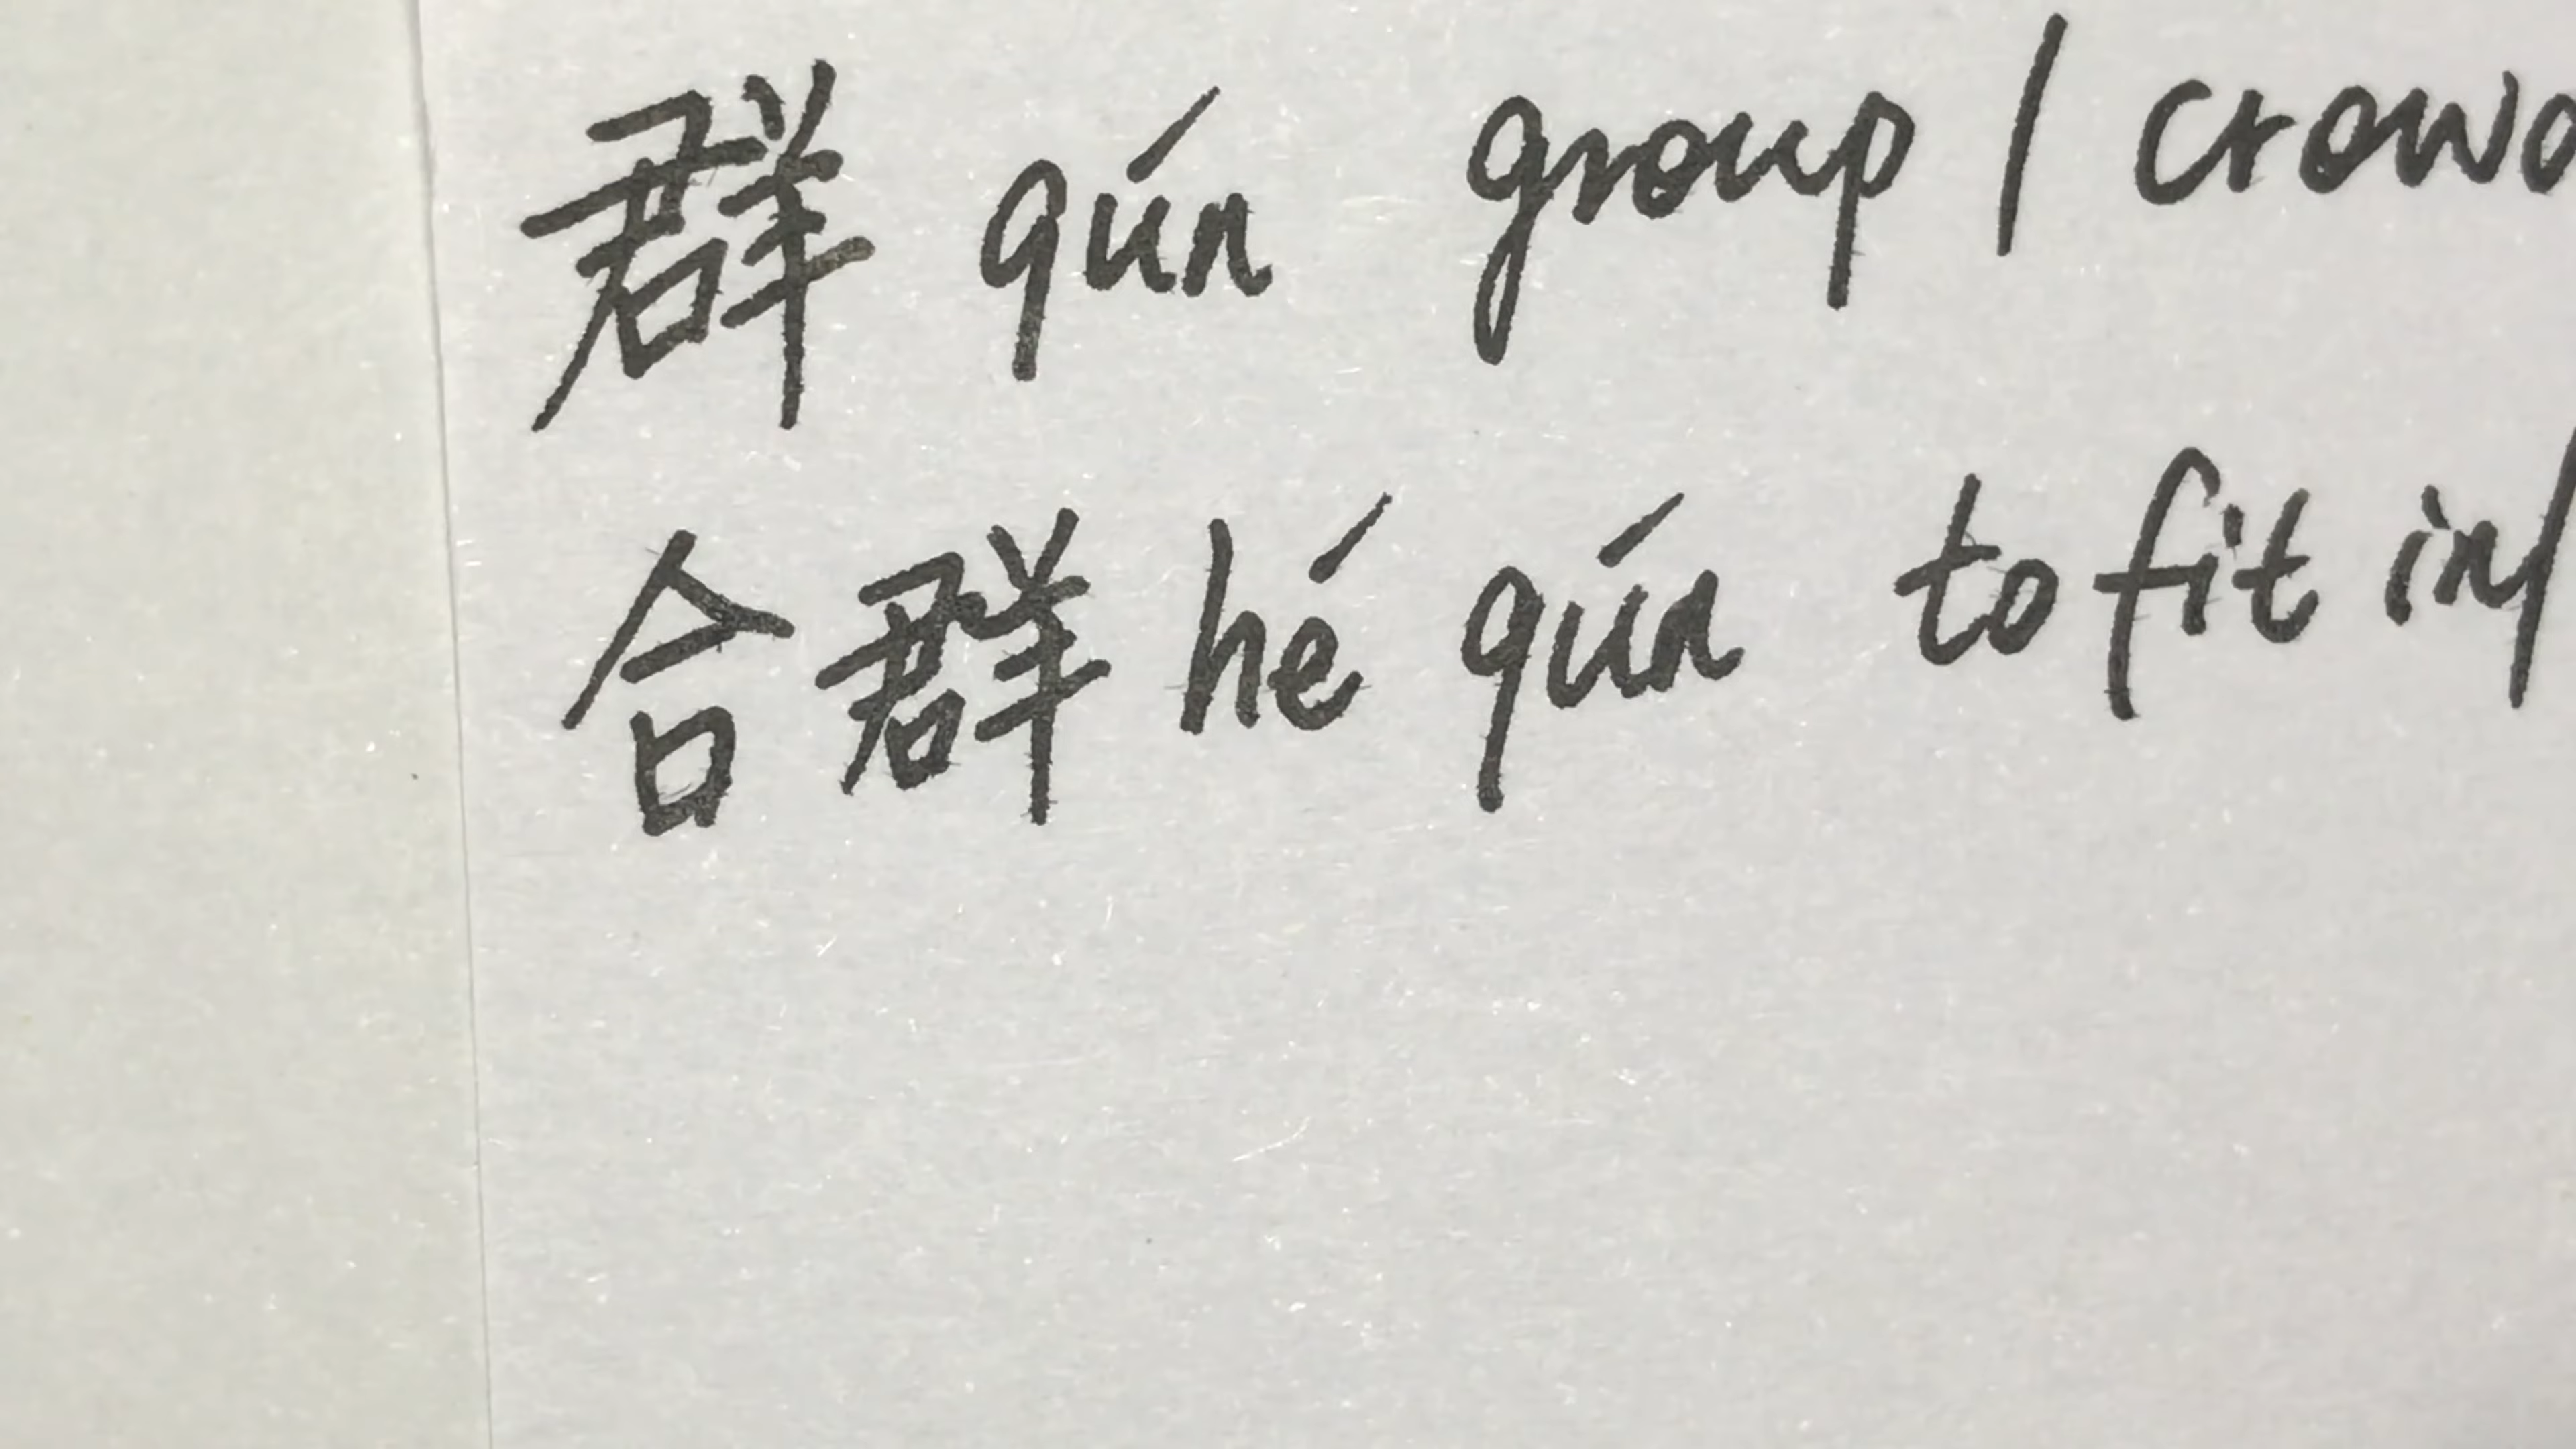 群 qún group / crowd
合群 hé qún to fit in/